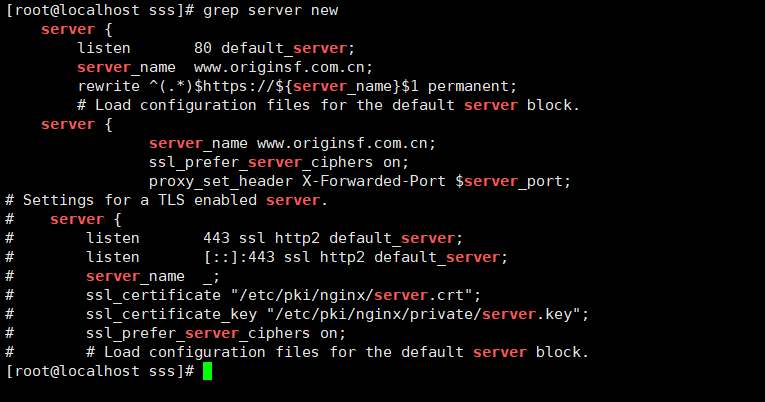 [root@localhost sss]# grep server new
    server {
        listen       80 default_server;
        server_name  www.originsf.com.cn;
        rewrite ^(.*)$https://${server_name}$1 permanent;
        # Load configuration files for the default server block.
    server {
                server_name www.originsf.com.cn;
                ssl_prefer_server_ciphers on;
                proxy_set_header X-Forwarded-Port $server_port;
# Settings for a TLS enabled server.
#    server {
#        listen       443 ssl http2 default_server;
#        listen       [::]:443 ssl http2 default_server;
#        server_name  _;
#        ssl_certificate "/etc/pki/nginx/server.crt";
#        ssl_certificate_key "/etc/pki/nginx/private/server.key";
#        ssl_prefer_server_ciphers on;
#        # Load configuration files for the default server block.
[root@localhost sss]#